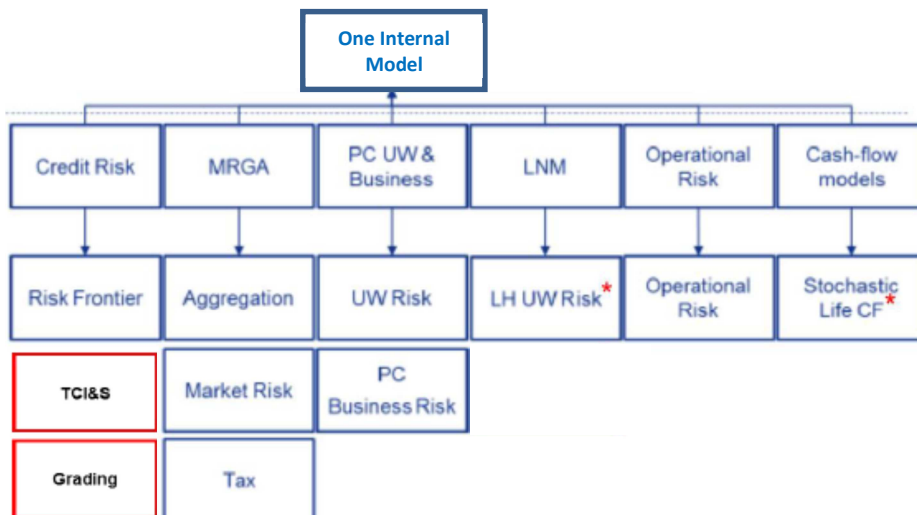 One Internal
Model
Credit Risk
MRGA
PC UW &
Business
LNM
Operational
Risk
Cash-flow
models
Risk Frontier
Aggregation
UW Risk
LH UW Risk*
Operational
Risk
Stochastic
Life CF*
TCI&S
Market Risk
PC
Business Risk
Grading
Tax